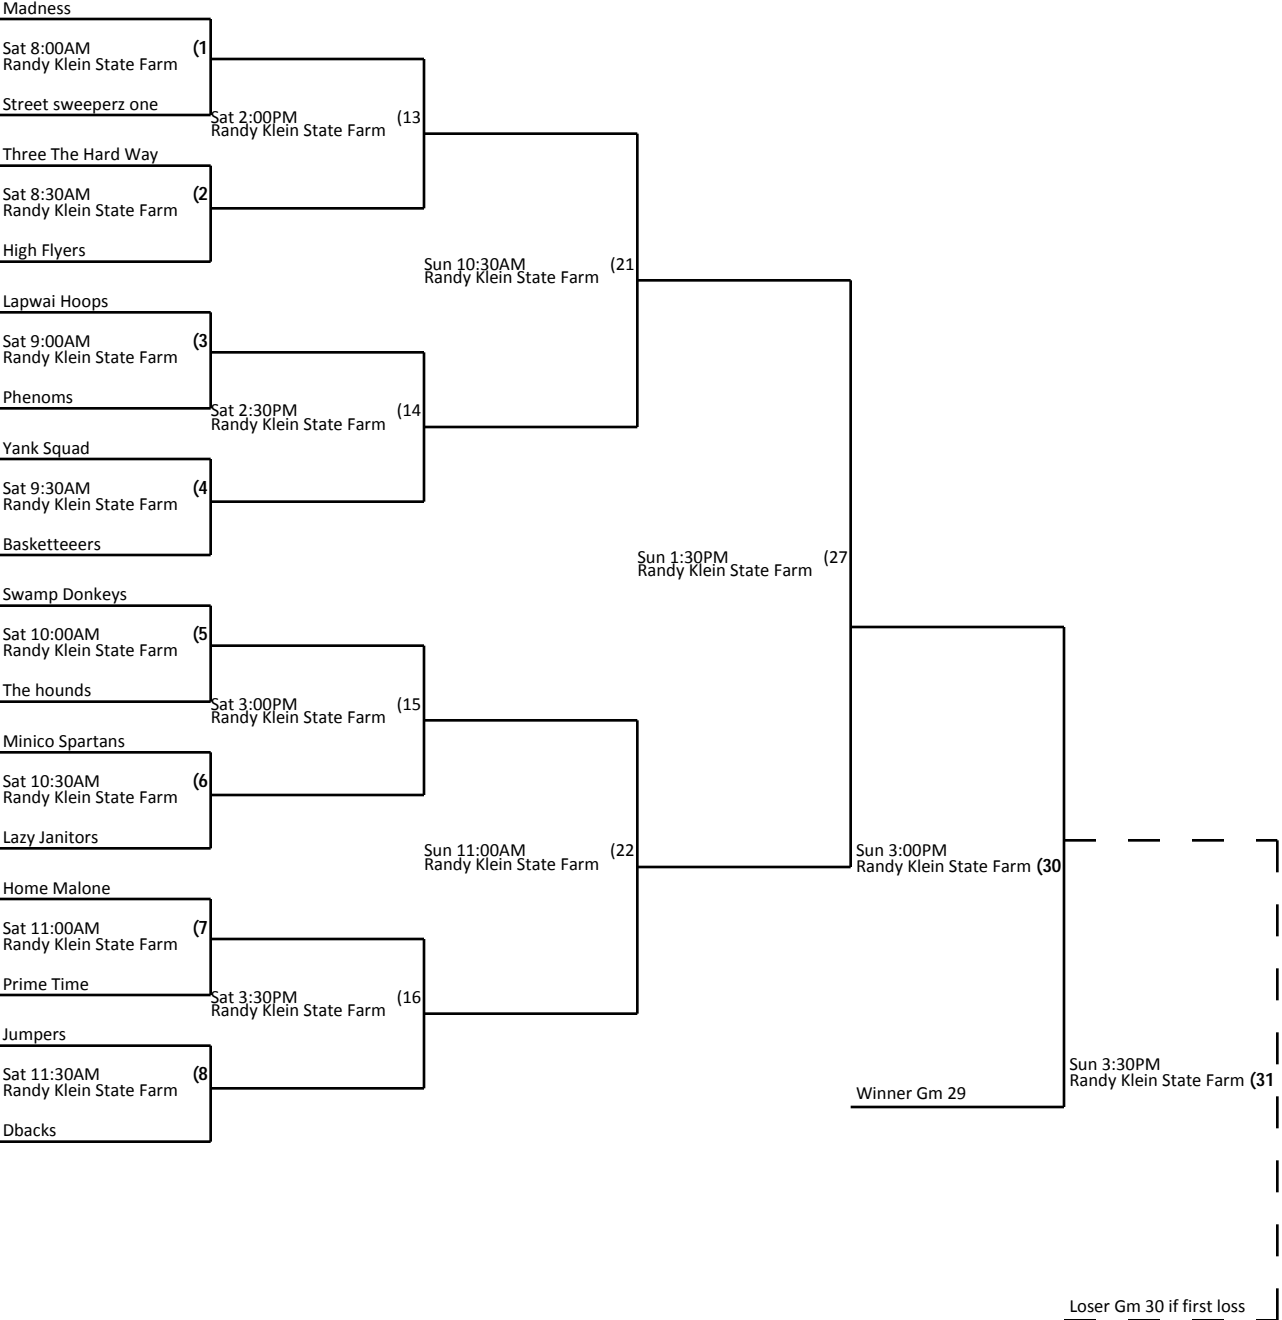 Madness
Sat 8:00AM (1
Randy Klein State Farm
Street sweeperz one
Sat 2:00PM (13
Randy Klein State Farm
Three The Hard Way
Sat 8:30AM (2
Randy Klein State Farm
High Flyers
Sun 10:30AM (21
Randy Klein State Farm
Lapwai Hoops
Sat 9:00AM (3
Randy Klein State Farm
Phenoms
Sat 2:30PM (14
Randy Klein State Farm
Yank Squad
Sat 9:30AM (4
Randy Klein State Farm
Basketteeers
Sun 1:30PM (27
Randy Klein State Farm
Swamp Donkeys
Sat 10:00AM (5
Randy Klein State Farm
The hounds
Sat 3:00PM (15
Randy Klein State Farm
Minico Spartans
Sat 10:30AM (6
Randy Klein State Farm
Lazy Janitors
Sun 11:00AM (22
Randy Klein State Farm
Sun 3:00PM
Randy Klein State Farm (30
Home Malone
Sat 11:00AM (7
Randy Klein State Farm
Prime Time
Sat 3:30PM (16
Randy Klein State Farm
Jumpers
Sat 11:30AM (8
Randy Klein State Farm
Dbacks
Sun 3:30PM
Randy Klein State Farm (31
Winner Gm 29
Loser Gm 30 if first loss